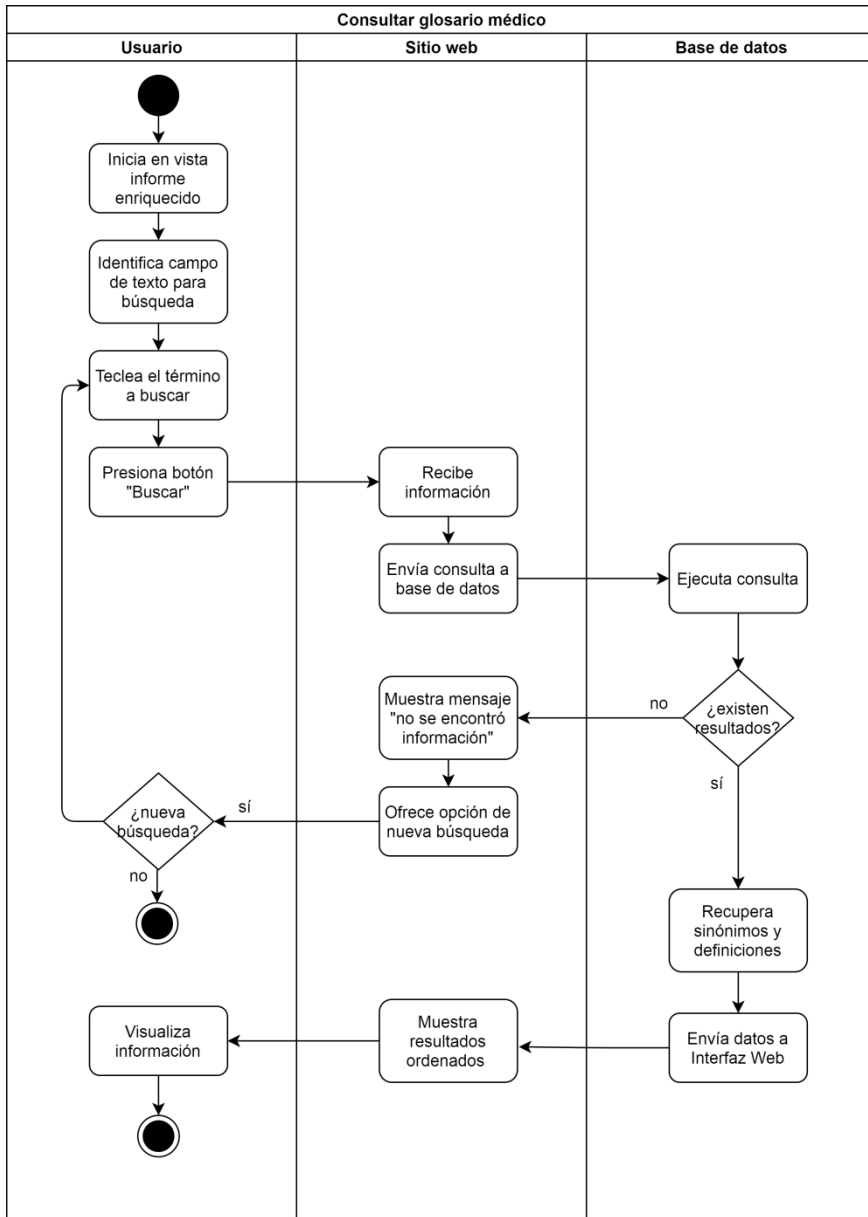 Consultar glosario médico
Usuario
Sitio web
Base de datos
Inicia en vista
informe
enriquecido
Identifica campo
de texto para
búsqueda
Teclea el término
a buscar
Presiona botón
"Buscar"
Recibe
información
Envía consulta a
base de datos
Ejecuta consulta
¿existen
resultados?
no
sí
Muestra mensaje
"no se encontró
información"
Ofrece opción de
nueva búsqueda
sí
¿nueva
búsqueda?
no
Recupera
sinónimos y
definiciones
Envía datos a
Interfaz Web
Muestra
resultados
ordenados
Visualiza
información